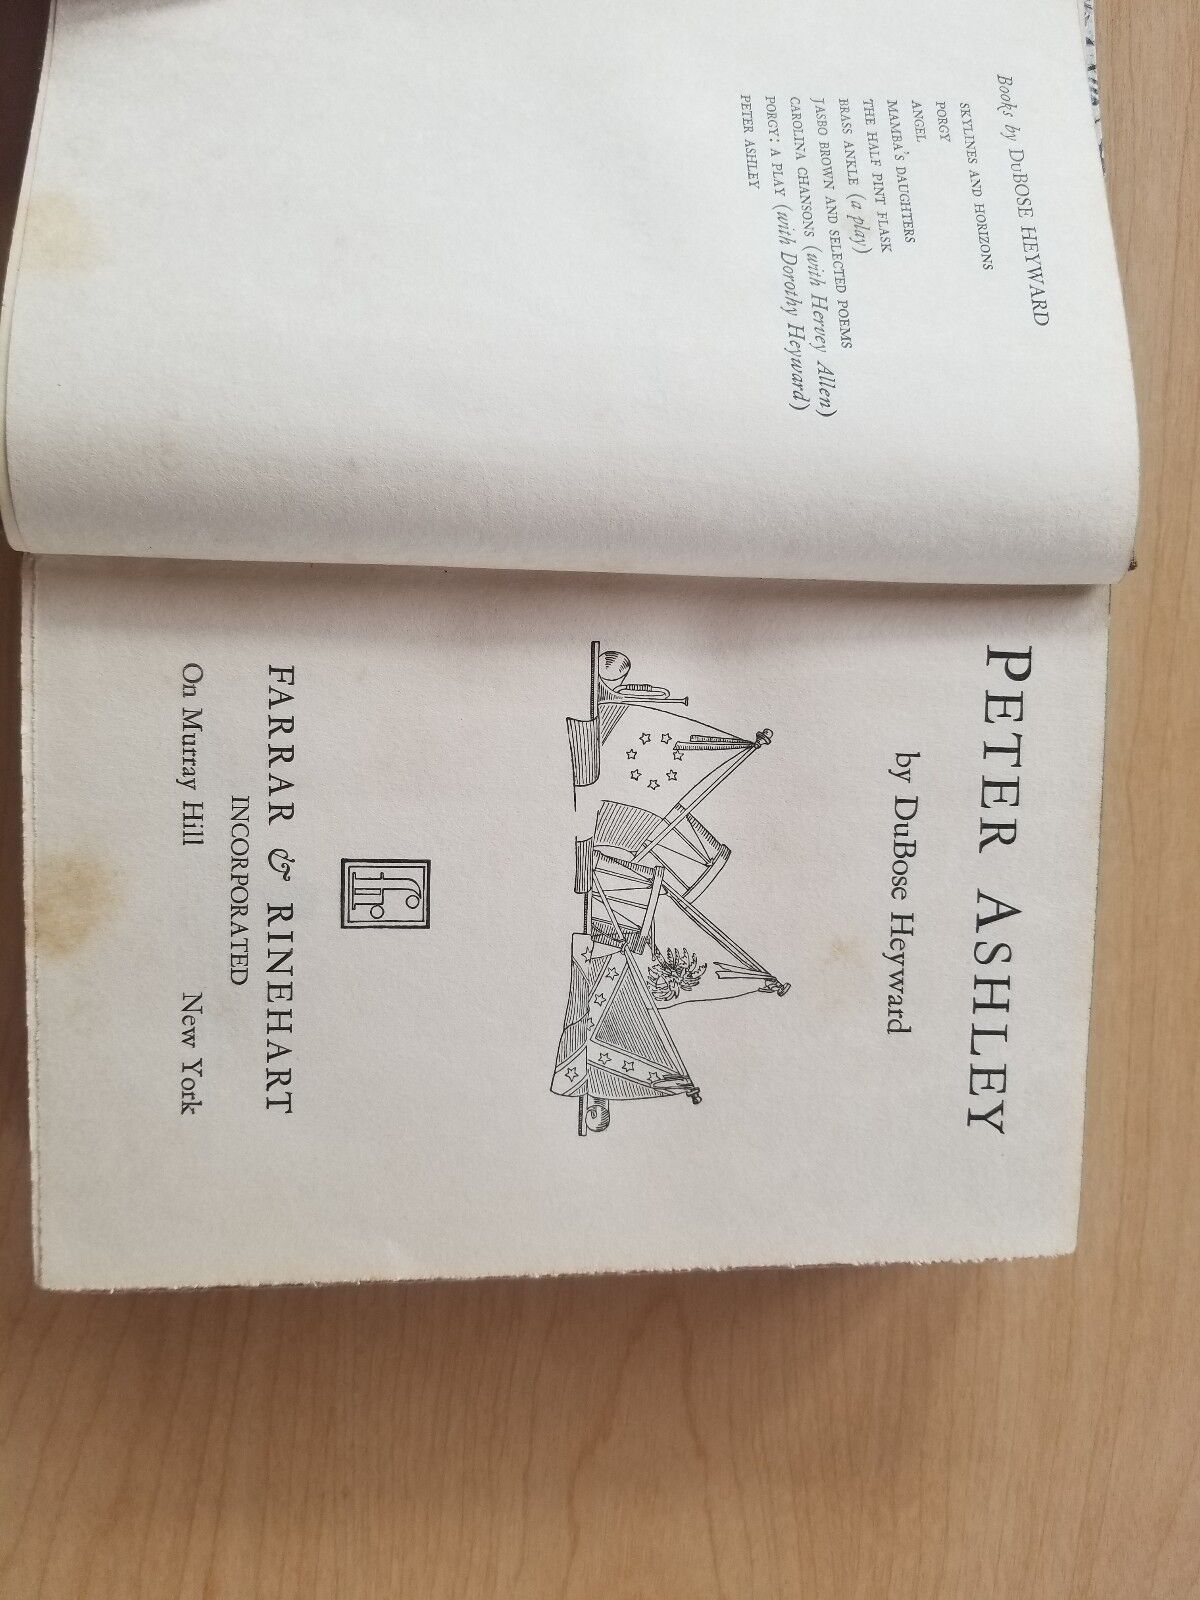 Books by DuBOSE HEYWARD
SKYLINES AND HORIZONS
PORGY
ANGEL
MAMBA'S DAUGHTERS
THE HALF PINT FLASK
BRASS ANKLE (a play)
JASBO BROWN AND SELECTED POEMS
CAROLINA CHANSONS (with Hervey Allen)
PORGY: A PLAY (with Dorothy Heyward)
PETER ASHLEY
PETER ASHLEY
by DuBose Heyward
fr
FARRAR & RINEHART
INCORPORATED
On Murray Hill New York